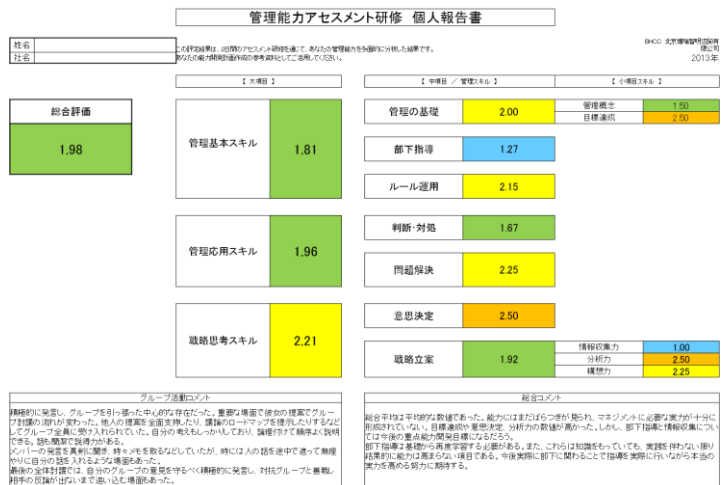 管理能力アセスメント研修 個人報告書
姓名
社名
この評定結果は、2日間のアセスメント研修を通じて、あなたの管理能力を多面的に分析した結果です。
あなたの能力開発計画作成の参考資料としてご活用してください。
限公司
2013年
【 大項目 】
【 中項目 / 管理スキル 】
【 小項目スキル 】
総合評価
1.98
管理基本スキル
1.81
管理の基礎
2.00
管理概念
1.50
目標達成
2.50
部下指導
1.27
ルール運用
2.15
管理応用スキル
1.96
判断・対処
1.67
問題解決
2.25
戦略思考スキル
2.21
意思決定
2.50
戦略立案
1.92
情報収集力
1.00
分析力
2.50
構想力
2.25
グループ活動コメント
積極的に発言し、グループを引っ張った中心的な存在だった。重要な場面で彼女の提案でグルー
プ討議の流れが変わった。他人の提案を全面支持したり、議論のロードマップを提示したりするなど
してグループ全員に受け入れられていた。自分の考えもしっかりしており、論理付けて順序よく説明
できる。話も簡潔で説得力がある。
メンバーの発言を真剣に聞き、時々メモを取るなどしていたが、時には人の話を途中で遮って無理
やりに自分の話を入れるような場面もあった。
最後の全体討議では、自分のグループの意見を守るべく積極的に発言し、対抗グループと善戦し
相手の反論が出ないまで追い込む場面もあった。
総合コメント
総合平均は平均的な数値であった。能力にはまだばらつきが見られ、マネジメントに必要な実力が十分に
形成されていない。目標達成や意思決定、分析力の数値が高かった。しかし、部下指導と情報収集につい
ては今後の重点能力開発目標になるだろう。
部下指導は基礎から再度学習する必要がある。また、これらは知識をもっていても、実践を伴わない限り
結果的に能力は高まらない項目である。今後実際に部下に関わることで指導を実際に行いながら本当の
実力を高める努力に期待する。